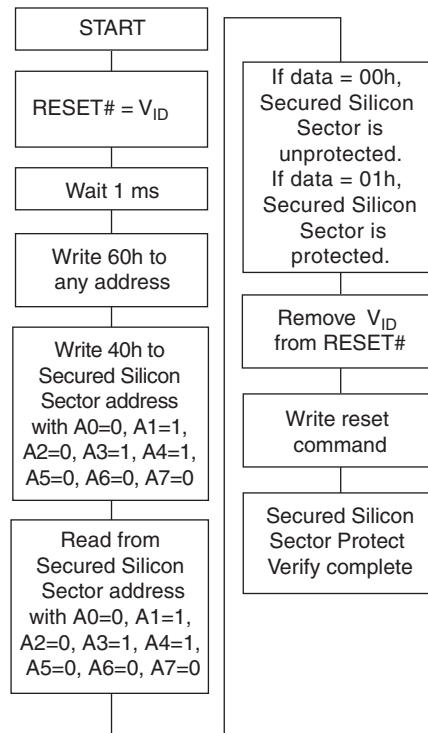 START
RESET# = VID
Wait 1 ms
Write 60h to
any address
Write 40h to
Secured Silicon
Sector address
with A0=0, A1=1,
A2=0, A3=1, A4=1,
A5=0, A6=0, A7=0
Read from
Secured Silicon
Sector address
with A0=0, A1=1,
A2=0, A3=1, A4=1,
A5=0, A6=0, A7=0
If data = 00h,
Secured Silicon
Sector is
unprotected.
If data = 01h,
Secured Silicon
Sector is
protected.
Remove VID
from RESET#
Write reset
command
Secured Silicon
Sector Protect
Verify complete